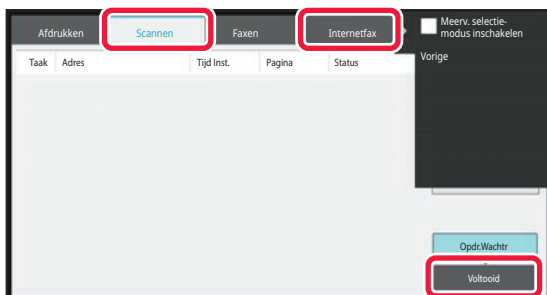 Afdrukken Scannen Faxen Internetfax
Meerv. selectie-
modus inschakelen
Taak Adres Tijd Inst. Pagina Status
Vorige
Opdr.Wachtr
Voltooid